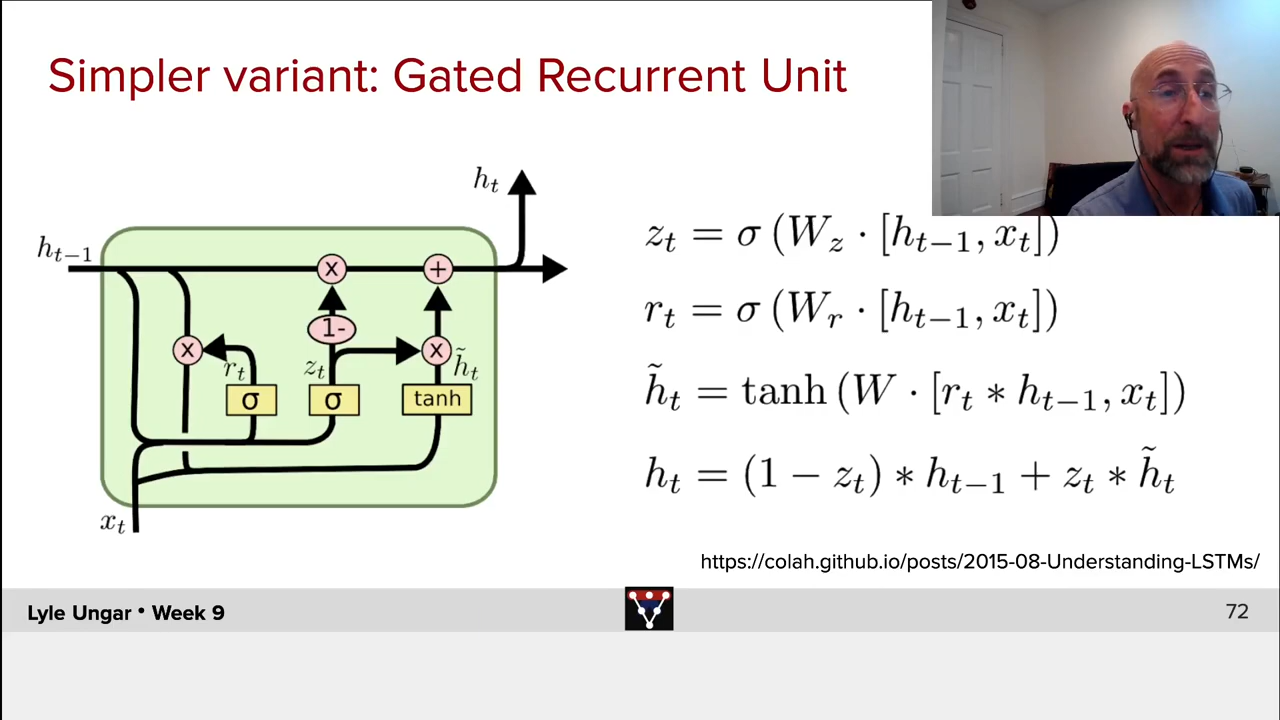 Simpler variant: Gated Recurrent Unit
h_t
h_{t−1}
x
+
1-
x
r_t
z_t
x
h̃_t
σ
σ
tanh
x_t
z_t = σ (W_z · [h_{t−1}, x_t])
r_t = σ (W_r · [h_{t−1}, x_t])
h̃_t = tanh (W · [r_t * h_{t−1}, x_t])
h_t = (1 − z_t) * h_{t−1} + z_t * h̃_t
https://colah.github.io/posts/2015-08-Understanding-LSTMs/
Lyle Ungar • Week 9
72